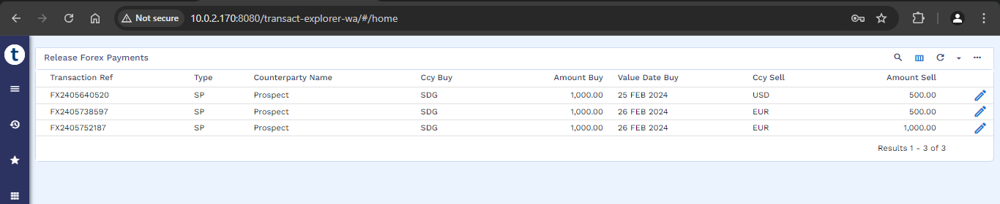 Not secure 10.0.2.170:8080/transact-explorer-wa/#/home
t
Release Forex Payments
Transaction Ref Type Counterparty Name Ccy Buy Amount Buy Value Date Buy Ccy Sell Amount Sell
FX2405640520 SP Prospect SDG 1,000.00 25 FEB 2024 USD 500.00
FX2405738597 SP Prospect SDG 1,000.00 26 FEB 2024 EUR 500.00
FX2405752187 SP Prospect SDG 1,000.00 26 FEB 2024 EUR 1,000.00
Results 1 - 3 of 3